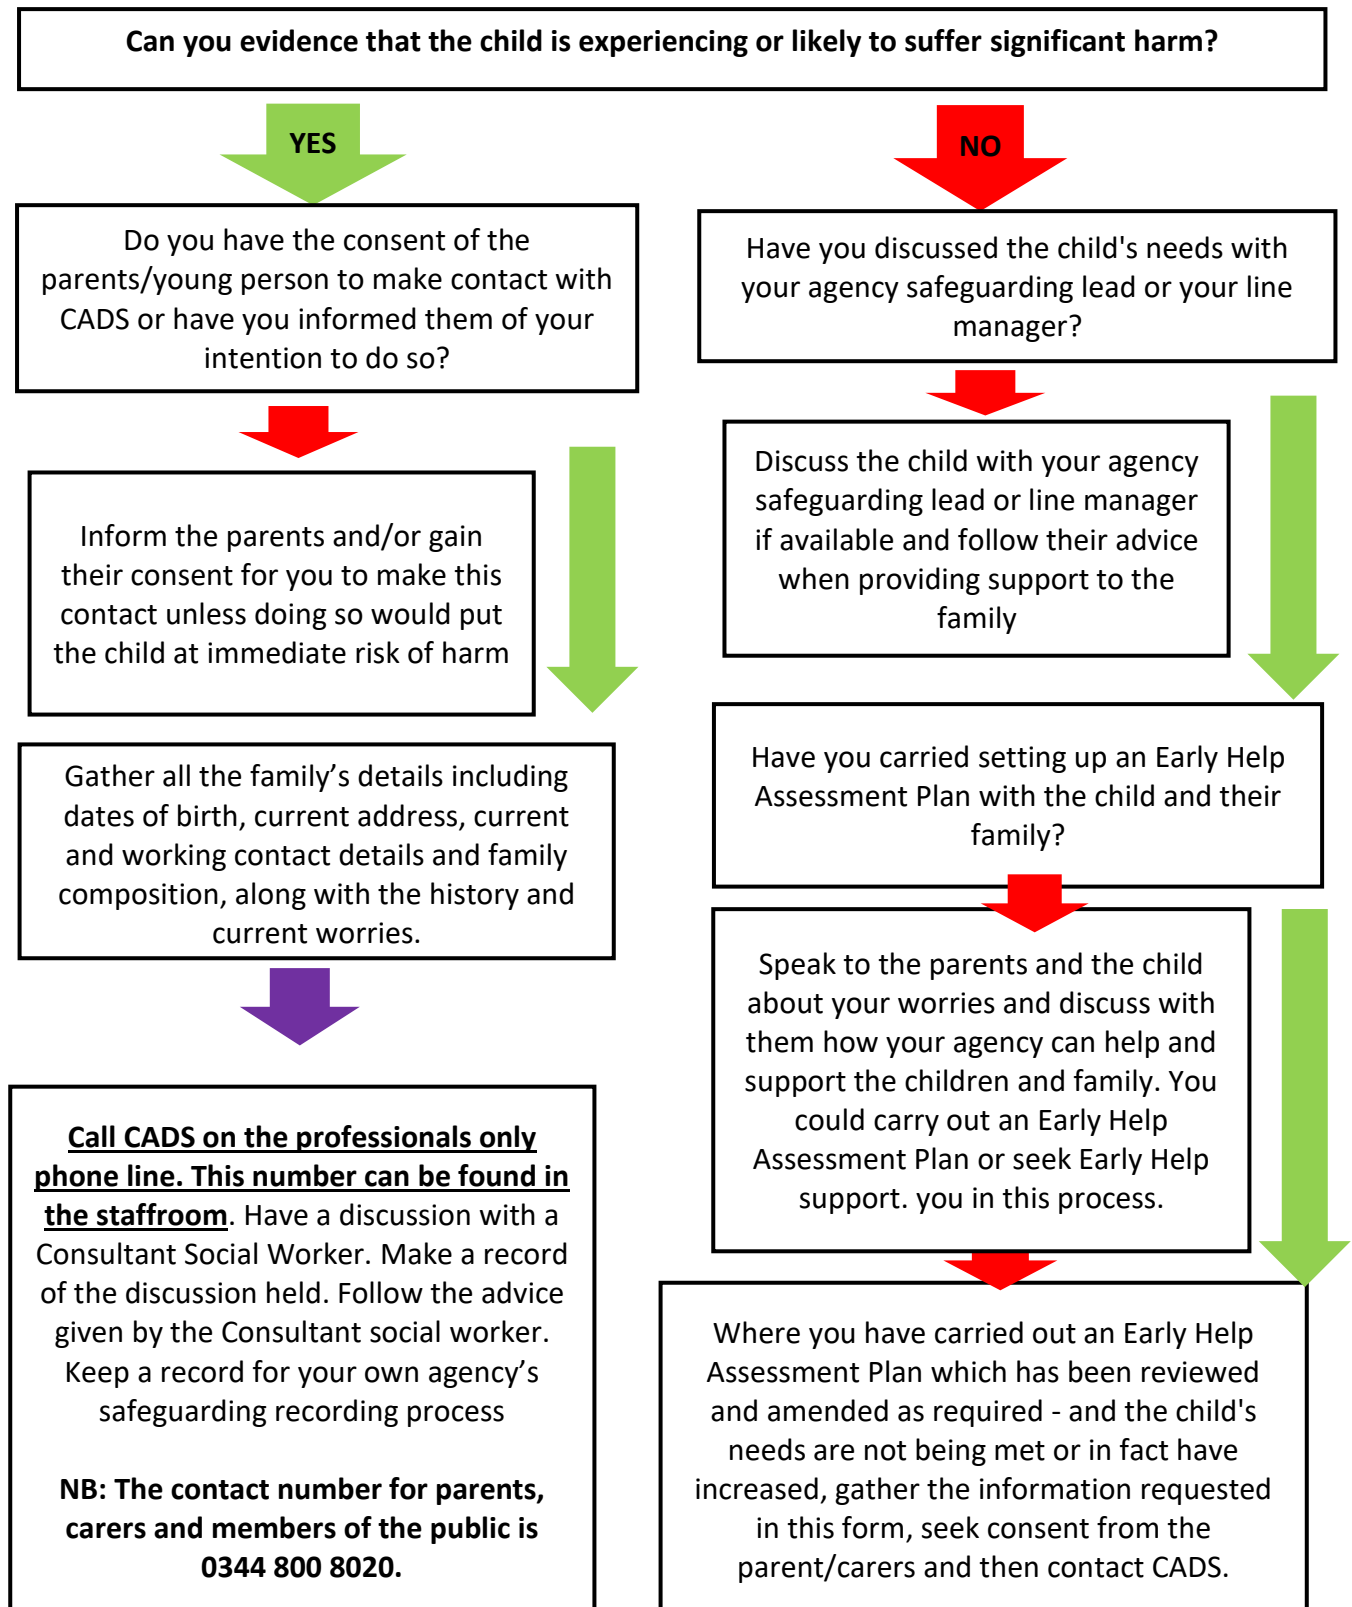 Can you evidence that the child is experiencing or likely to suffer significant harm?
YES
NO
Do you have the consent of the
parents/young person to make contact with
CADS or have you informed them of your
intention to do so?
Inform the parents and/or gain
their consent for you to make this
contact unless doing so would put
the child at immediate risk of harm
Gather all the family’s details including
dates of birth, current address, current
and working contact details and family
composition, along with the history and
current worries.
Call CADS on the professionals only
phone line. This number can be found in
the staffroom. Have a discussion with a
Consultant Social Worker. Make a record
of the discussion held. Follow the advice
given by the Consultant social worker.
Keep a record for your own agency’s
safeguarding recording process
NB: The contact number for parents,
carers and members of the public is
0344 800 8020.
Have you discussed the child's needs with
your agency safeguarding lead or your line
manager?
Discuss the child with your agency
safeguarding lead or line manager
if available and follow their advice
when providing support to the
family
Have you carried setting up an Early Help
Assessment Plan with the child and their
family?
Speak to the parents and the child
about your worries and discuss with
them how your agency can help and
support the children and family. You
could carry out an Early Help
Assessment Plan or seek Early Help
support. you in this process.
Where you have carried out an Early Help
Assessment Plan which has been reviewed
and amended as required - and the child's
needs are not being met or in fact have
increased, gather the information requested
in this form, seek consent from the
parent/carers and then contact CADS.